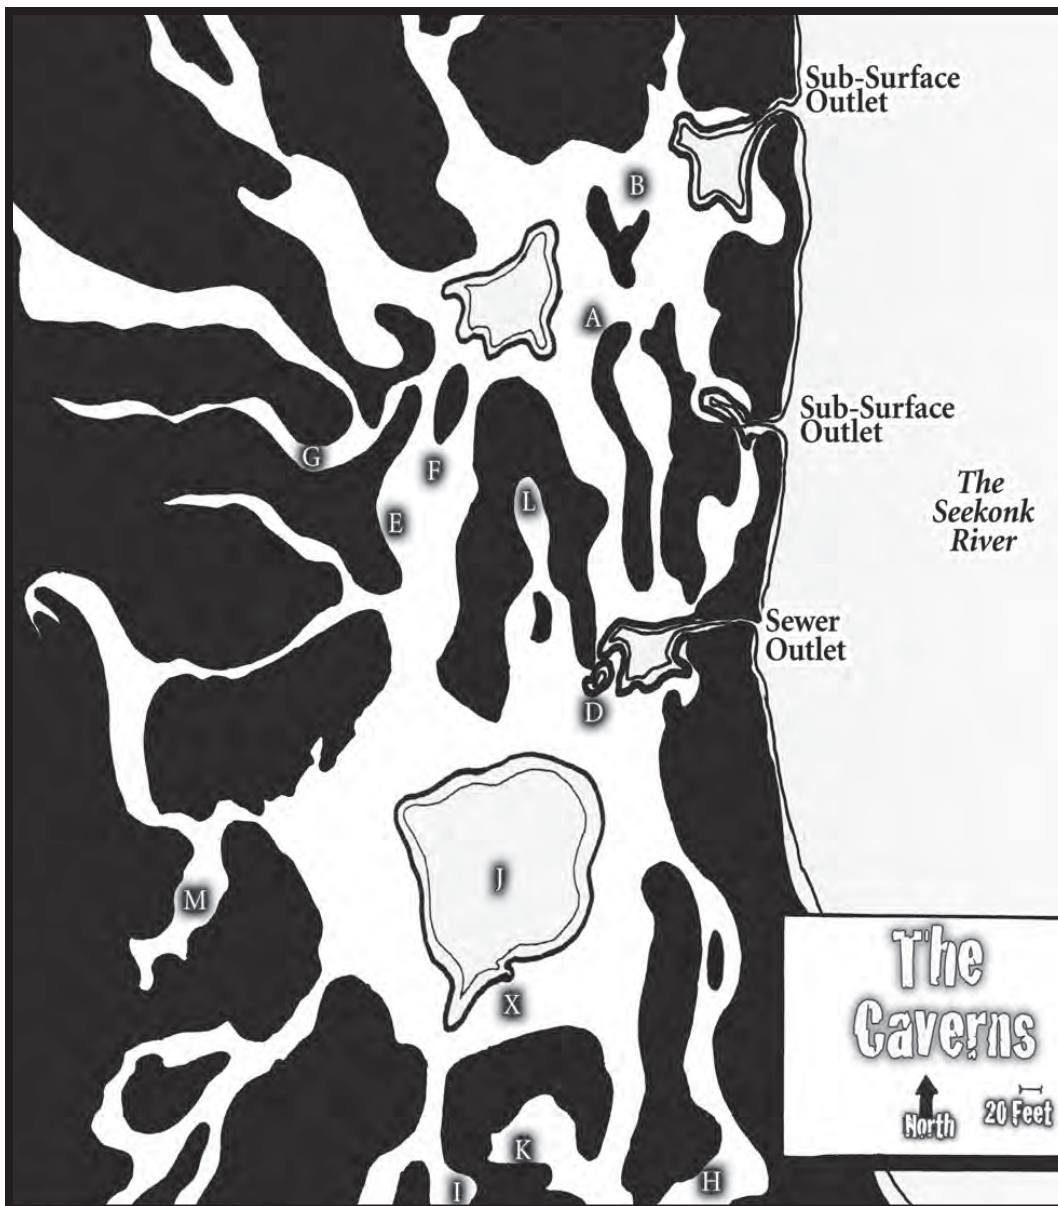 Sub-Surface
Outlet
B
A
Sub-Surface
Outlet
G
F
L
E
The
Seekonk
River
Sewer
Outlet
D
J
M
X
The
Caverns
North
20 Feet
K
I
H